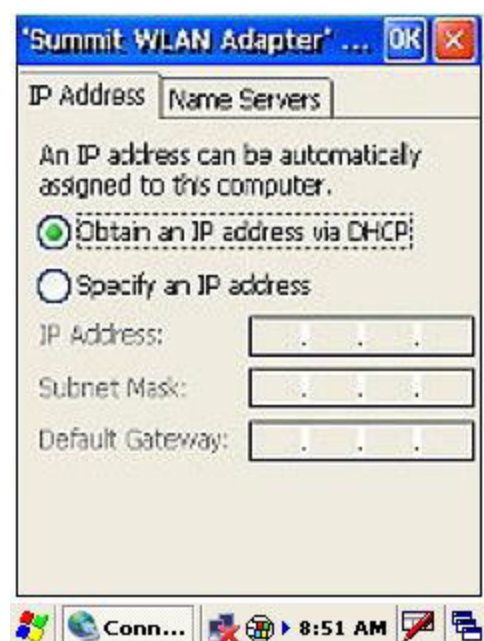 'Summit WLAN Adapter' ... OK
IP Address Name Servers
An IP address can be automatically
assigned to this computer.
Obtain an IP address via DHCP
Specify an IP address
IP Address: . . .
Subnet Mask: . . .
Default Gateway: . . .
Conn... 8:51 AM